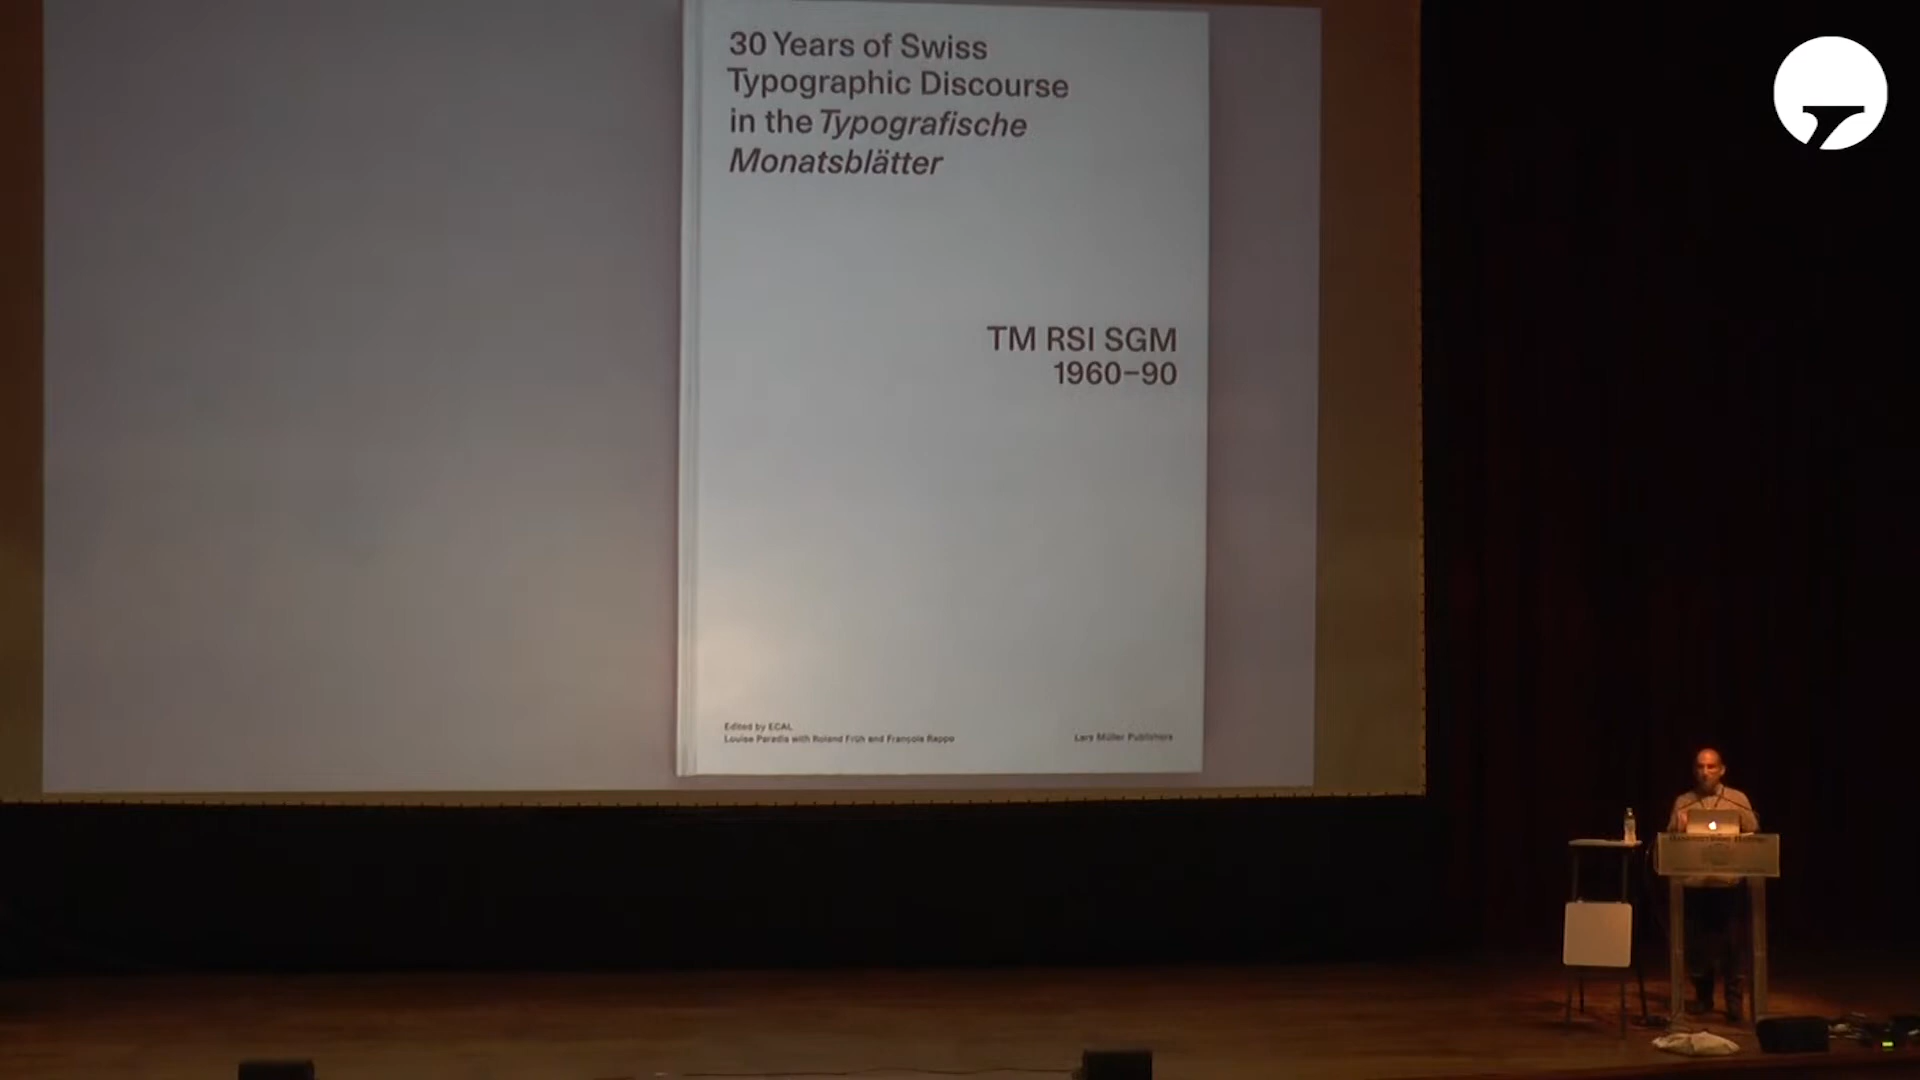 30 Years of Swiss
Typographic Discourse
in the Typografische
Monatsblätter
TM RSI SGM
1960–90
Edited by ECAL
Louise Paradis with Roland Früh and François Rappo
Lars Müller Publishers